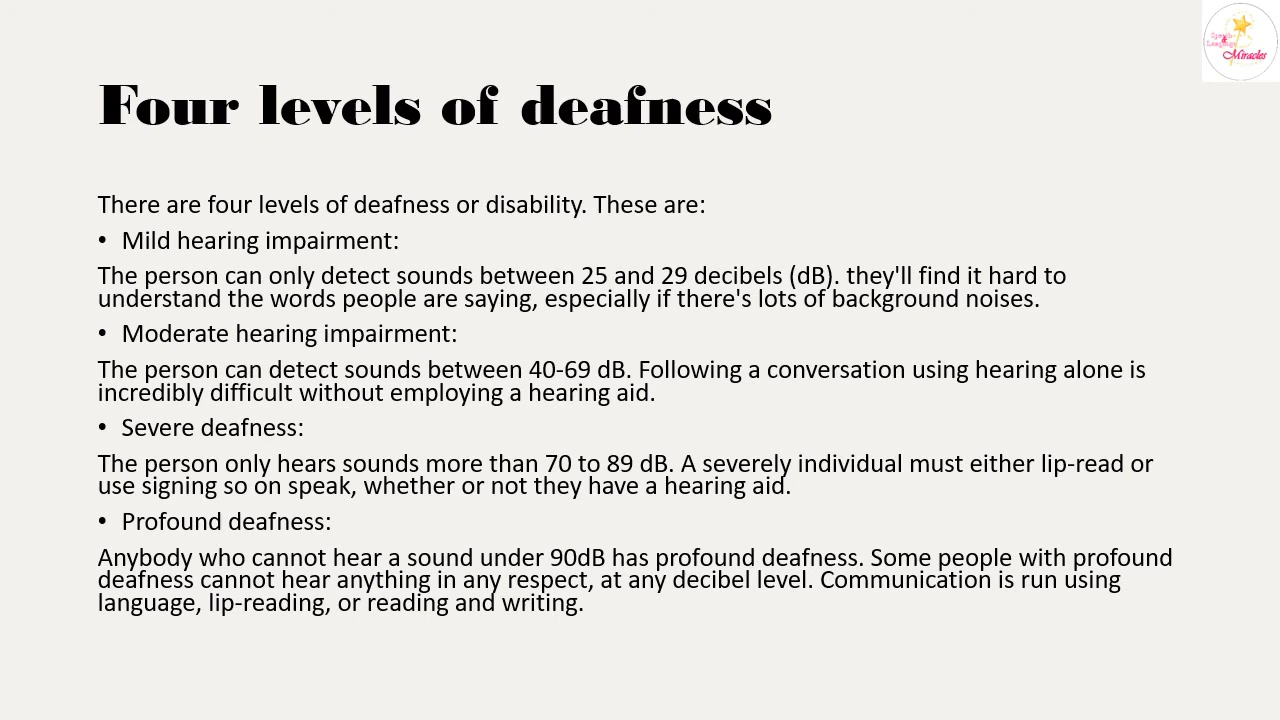 Speech
&
Language
Miracles
Four levels of deafness
There are four levels of deafness or disability. These are:
• Mild hearing impairment:
The person can only detect sounds between 25 and 29 decibels (dB). they'll find it hard to
understand the words people are saying, especially if there's lots of background noises.
• Moderate hearing impairment:
The person can detect sounds between 40-69 dB. Following a conversation using hearing alone is
incredibly difficult without employing a hearing aid.
• Severe deafness:
The person only hears sounds more than 70 to 89 dB. A severely individual must either lip-read or
use signing so on speak, whether or not they have a hearing aid.
• Profound deafness:
Anybody who cannot hear a sound under 90dB has profound deafness. Some people with profound
deafness cannot hear anything in any respect, at any decibel level. Communication is run using
language, lip-reading, or reading and writing.